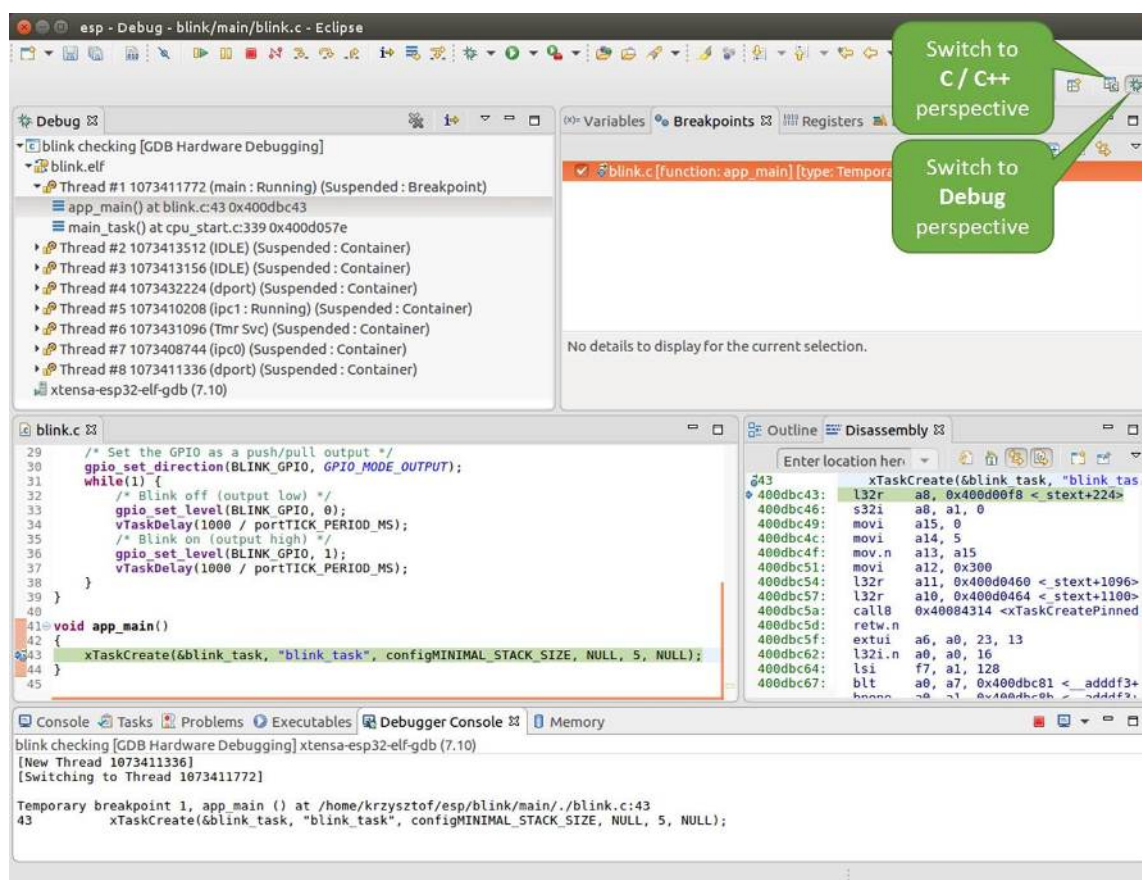 esp - Debug - blink/main/blink.c - Eclipse
Switch to
C / C++
perspective
Debug
blink checking [GDB Hardware Debugging]
blink.elf
Thread #1 1073411772 (main : Running) (Suspended : Breakpoint)
app_main() at blink.c:43 0x400dbc43
main_task() at cpu_start.c:339 0x400d057e
Thread #2 1073413512 (IDLE) (Suspended : Container)
Thread #3 1073413156 (IDLE) (Suspended : Container)
Thread #4 1073432224 (dport) (Suspended : Container)
Thread #5 1073410208 (ipc1 : Running) (Suspended : Container)
Thread #6 1073431096 (Tmr Svc) (Suspended : Container)
Thread #7 1073408744 (ipc0) (Suspended : Container)
Thread #8 1073411336 (dport) (Suspended : Container)
xtensa-esp32-elf-gdb (7.10)
(x)= Variables Breakpoints Registers
blink.c [function: app_main] [type: Tempora
Switch to
Debug
perspective
No details to display for the current selection.
blink.c
29 /* Set the GPIO as a push/pull output */
30 gpio_set_direction(BLINK_GPIO, GPIO_MODE_OUTPUT);
31 while(1) {
32 /* Blink off (output low) */
33 gpio_set_level(BLINK_GPIO, 0);
34 vTaskDelay(1000 / portTICK_PERIOD_MS);
35 /* Blink on (output high) */
36 gpio_set_level(BLINK_GPIO, 1);
37 vTaskDelay(1000 / portTICK_PERIOD_MS);
38 }
39 }
40
41 void app_main()
42 {
43 xTaskCreate(&blink_task, "blink_task", configMINIMAL_STACK_SIZE, NULL, 5, NULL);
44 }
45
Outline Disassembly
Enter location her
43 xTaskCreate(&blink_task, "blink_tas
400dbc43: l32r a8, 0x400d00f8 <_stext+224>
400dbc46: s32i a8, a1, 0
400dbc49: movi a15, 0
400dbc4c: movi a14, 5
400dbc4f: mov.n a13, a15
400dbc51: movi a12, 0x300
400dbc54: l32r a11, 0x400d0460 <_stext+1096>
400dbc57: l32r a10, 0x400d0464 <_stext+1100>
400dbc5a: call8 0x40084314 <xTaskCreatePinned
400dbc5d: retw.n
400dbc5f: extui a6, a0, 23, 13
400dbc62: l32i.n a0, a0, 16
400dbc64: lsi f7, a1, 128
400dbc67: blt a0, a7, 0x400dbc81 <__adddf3+
Console Tasks Problems Executables Debugger Console Memory
blink checking [GDB Hardware Debugging] xtensa-esp32-elf-gdb (7.10)
[New Thread 1073411336]
[Switching to Thread 1073411772]
Temporary breakpoint 1, app_main () at /home/krzysztof/esp/blink/main/./blink.c:43
43 xTaskCreate(&blink_task, "blink_task", configMINIMAL_STACK_SIZE, NULL, 5, NULL);